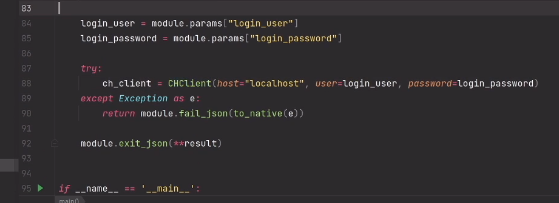 83
84 login_user = module.params["login_user"]
85 login_password = module.params["login_password"]
86
87 try:
88 ch_client = CHClient(host="localhost", user=login_user, password=login_password)
89 except Exception as e:
90 return module.fail_json(to_native(e))
91
92 module.exit_json(**result)
93
94
95 if __name__ == '__main__':
main()